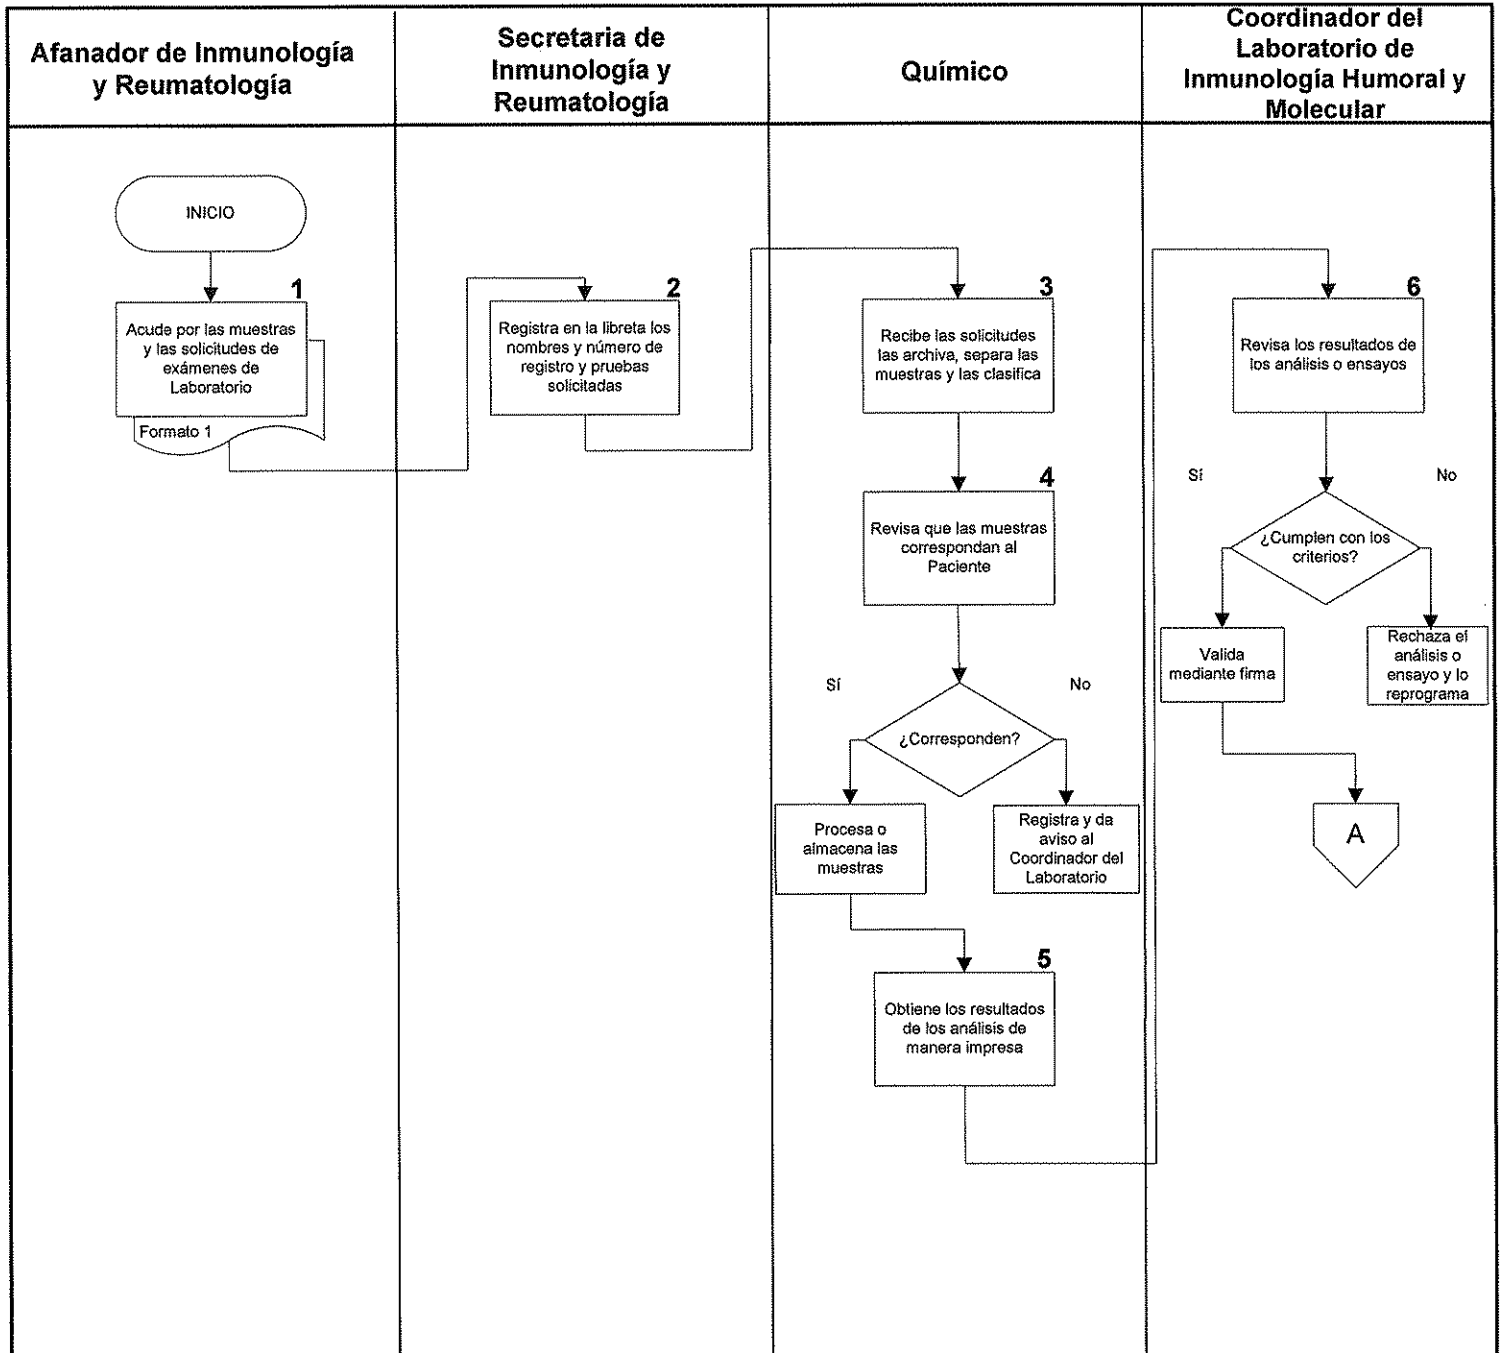 Afanador de Inmunología
y Reumatología
Secretaria de
Inmunología y
Reumatología
Químico
Coordinador del
Laboratorio de
Inmunología Humoral y
Molecular
INICIO
1
Acude por las muestras
y las solicitudes de
exámenes de
Laboratorio
Formato 1
2
Registra en la libreta los
nombres y número de
registro y pruebas
solicitadas
3
Recibe las solicitudes
las archiva, separa las
muestras y las clasifica
4
Revisa que las muestras
correspondan al
Paciente
Sí
No
¿Corresponden?
Procesa o
almacena las
muestras
Registra y da
aviso al
Coordinador del
Laboratorio
5
Obtiene los resultados
de los análisis de
manera impresa
6
Revisa los resultados de
los análisis o ensayos
Sí
No
¿Cumplen con los
criterios?
Valida
mediante firma
Rechaza el
análisis o
ensayo y lo
reprograma
A